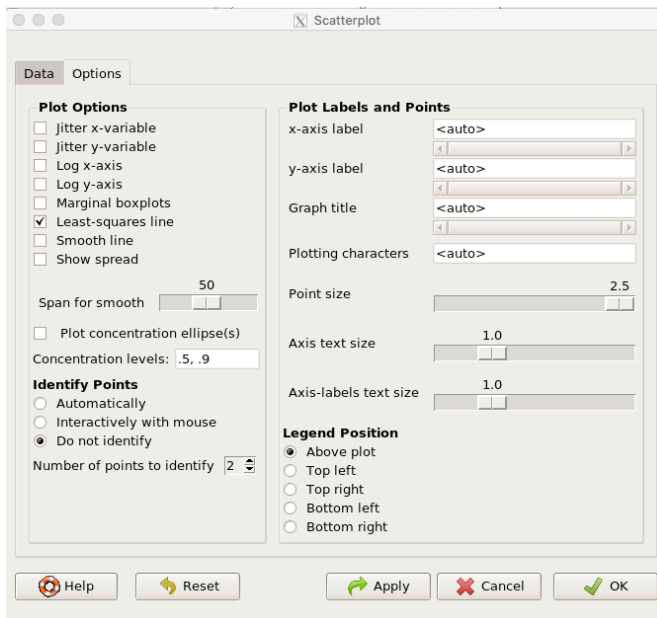 Scatterplot
Data
Options
Plot Options
Jitter x-variable
Jitter y-variable
Log x-axis
Log y-axis
Marginal boxplots
Least-squares line
Smooth line
Show spread
50
Span for smooth
Plot concentration ellipse(s)
Concentration levels: .5, .9
Identify Points
Automatically
Interactively with mouse
Do not identify
Number of points to identify 2
Plot Labels and Points
x-axis label <auto>
y-axis label <auto>
Graph title <auto>
Plotting characters <auto>
2.5
Point size
1.0
Axis text size
1.0
Axis-labels text size
Legend Position
Above plot
Top left
Top right
Bottom left
Bottom right
Help Reset Apply Cancel OK